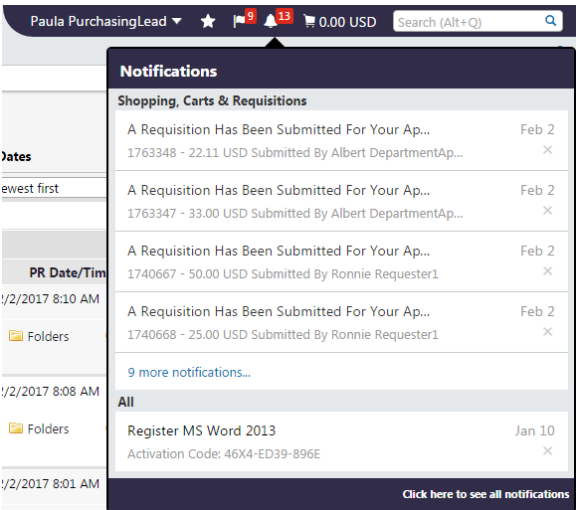 Paula PurchasingLead ▼ 9 13 0.00 USD Search (Alt+Q)
Notifications
Shopping, Carts & Requisitions
A Requisition Has Been Submitted For Your Ap... Feb 2
1763348 - 22.11 USD Submitted By Albert DepartmentAp... ×
Dates
A Requisition Has Been Submitted For Your Ap... Feb 2
ewest first
1763347 - 33.00 USD Submitted By Albert DepartmentAp... ×
A Requisition Has Been Submitted For Your Ap... Feb 2
PR Date/Tim
1740667 - 50.00 USD Submitted By Ronnie Requester1 ×
2/2/2017 8:10 AM
A Requisition Has Been Submitted For Your Ap... Feb 2
Folders
1740668 - 25.00 USD Submitted By Ronnie Requester1 ×
9 more notifications...
2/2/2017 8:08 AM
All
Folders
Register MS Word 2013 Jan 10
Activation Code: 46X4-ED39-896E ×
2/2/2017 8:01 AM
Click here to see all notifications